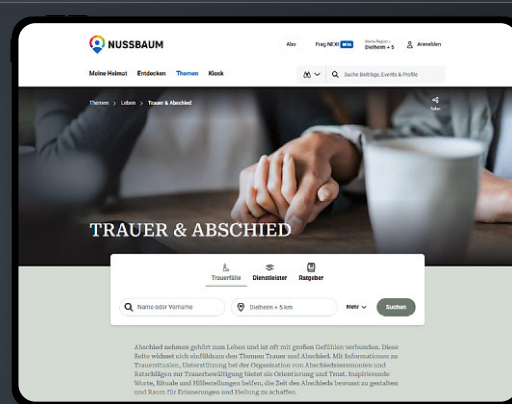 NUSSBAUM
Abo
Frag NEXI BETA
Meine Region
Dielheim + 5
Anmelden
Meine Heimat Entdecken Themen Kiosk
Suche Beiträge, Events & Profile
Themen > Leben > Trauer & Abschied
Teilen
TRAUER & ABSCHIED
Trauerfälle Dienstleister Ratgeber
Name oder Vorname
Dielheim + 5 km
Mehr
Suchen
Abschied nehmen gehört zum Leben und ist oft mit großen Gefühlen verbunden. Diese
Seite widmet sich einfühlsam den Themen Trauer und Abschied. Mit Informationen zu
Trauerritualen, Unterstützung bei der Organisation von Abschiedszeremonien und
Ratschlägen zur Trauerbewältigung bietet sie Orientierung und Trost. Inspirierende
Worte, Rituale und Hilfestellungen helfen, die Zeit des Abschieds bewusst zu gestalten
und Raum für Erinnerungen und Heilung zu schaffen.